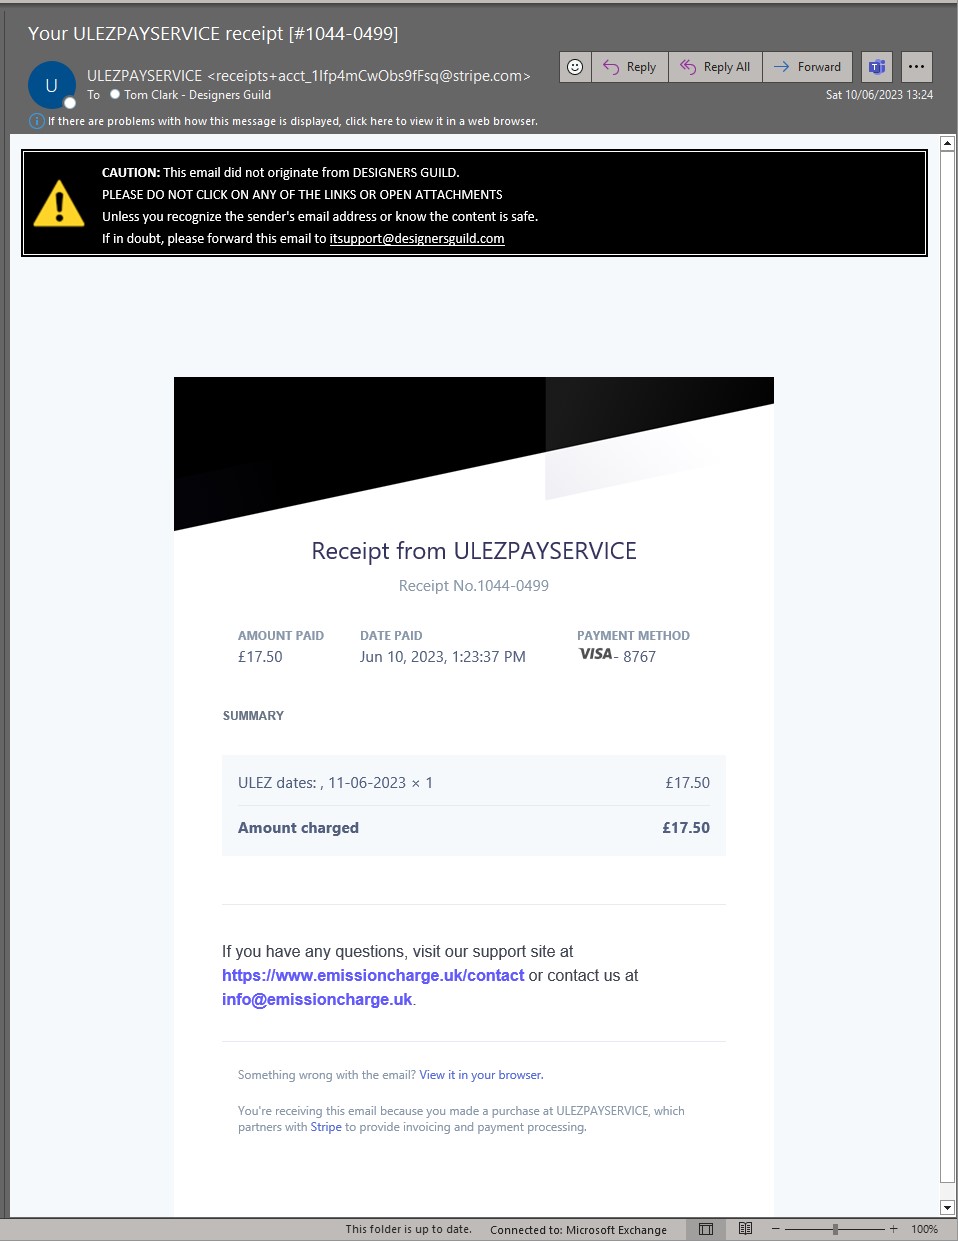 Your ULEZPAYSERVICE receipt [#1044-0499]
U
ULEZPAYSERVICE <receipts+acct_1Ifp4mCwObs9fFsq@stripe.com>
To Tom Clark - Designers Guild
Reply
Reply All
Forward
Sat 10/06/2023 13:24
If there are problems with how this message is displayed, click here to view it in a web browser.
CAUTION: This email did not originate from DESIGNERS GUILD.
PLEASE DO NOT CLICK ON ANY OF THE LINKS OR OPEN ATTACHMENTS
Unless you recognize the sender's email address or know the content is safe.
If in doubt, please forward this email to itsupport@designersguild.com
Receipt from ULEZPAYSERVICE
Receipt No.1044-0499
AMOUNT PAID DATE PAID PAYMENT METHOD
£17.50 Jun 10, 2023, 1:23:37 PM VISA - 8767
SUMMARY
ULEZ dates: , 11-06-2023 × 1 £17.50
Amount charged £17.50
If you have any questions, visit our support site at
https://www.emissioncharge.uk/contact or contact us at
info@emissioncharge.uk.
Something wrong with the email? View it in your browser.
You're receiving this email because you made a purchase at ULEZPAYSERVICE, which
partners with Stripe to provide invoicing and payment processing.
This folder is up to date. Connected to: Microsoft Exchange 100%